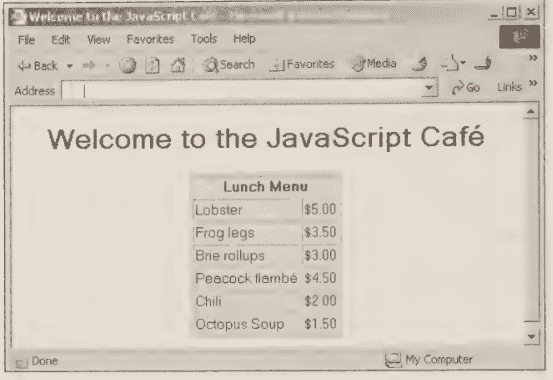 Welcome to the JavaScript C
File Edit View Favorites Tools Help
Back Search Favorites Media »
Address Go Links »
Welcome to the JavaScript Café
Lunch Menu
Lobster $5.00
Frog legs $3.50
Brie rollups $3.00
Peacock flambé $4.50
Chili $2.00
Octopus Soup $1.50
Done My Computer